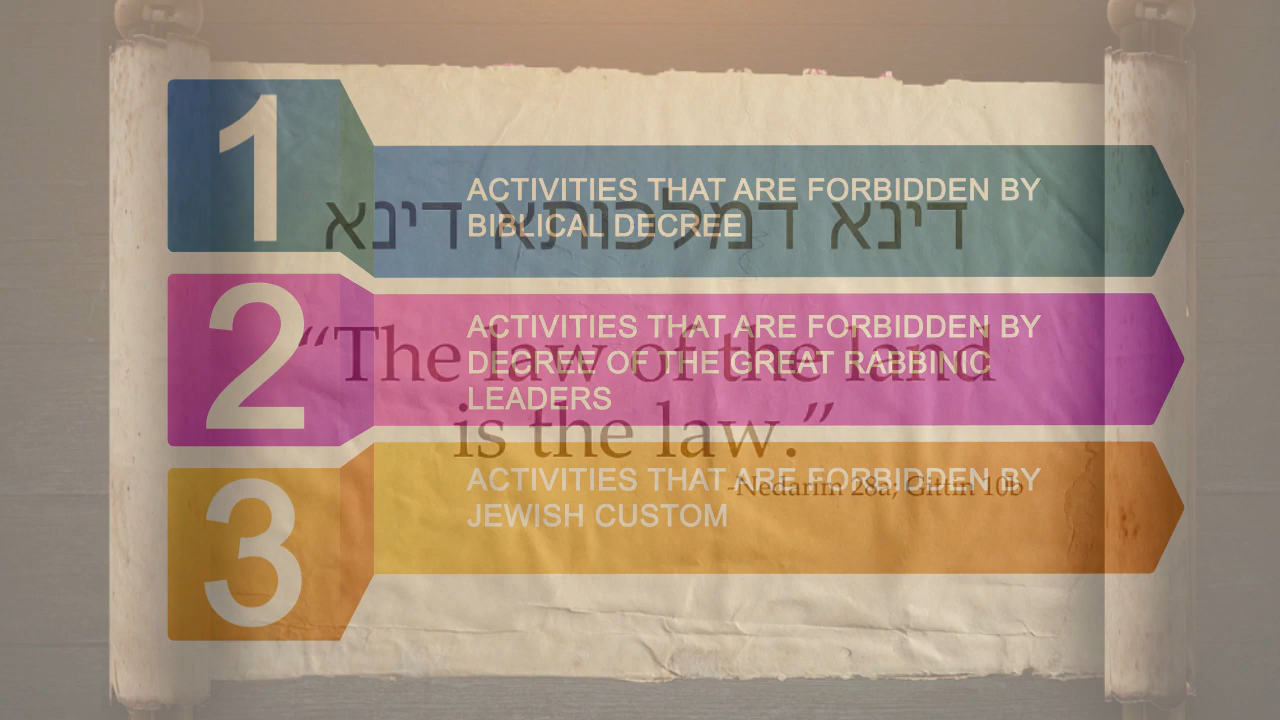 1
ACTIVITIES THAT ARE FORBIDDEN BY
BIBLICAL DECREE
2
ACTIVITIES THAT ARE FORBIDDEN BY
DECREE OF THE GREAT RABBINIC
LEADERS
3
ACTIVITIES THAT ARE FORBIDDEN BY
JEWISH CUSTOM
דינא דמלכותא דינא
“The law of the land
is the law.”
-Nedarim 28a, Gittin 10b